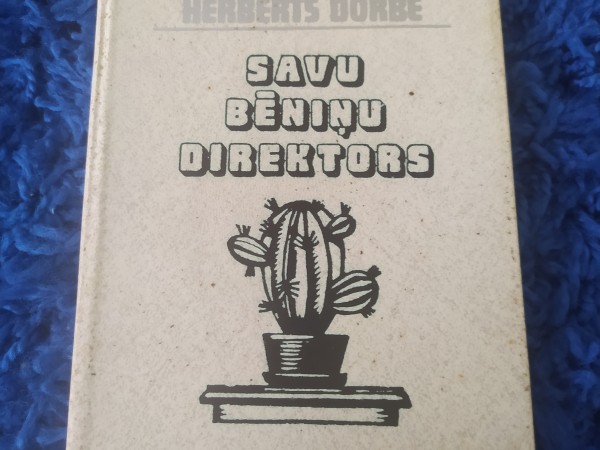 HERBERTS DORBE
SAVU
BĒNIŅU
DIREKTORS